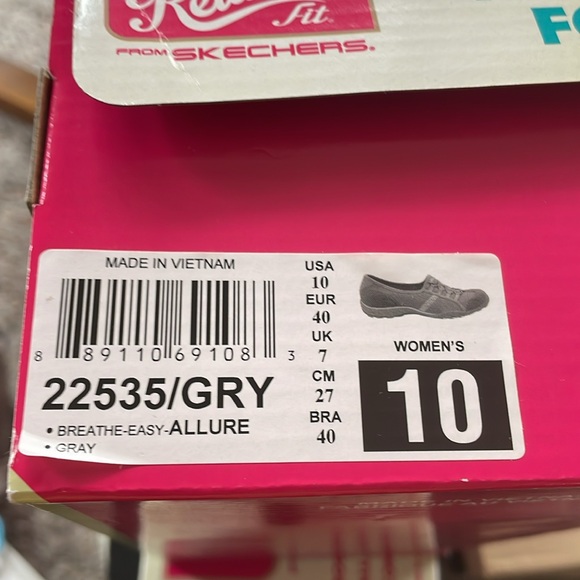 Fit
FROM SKECHERS®
FO
MADE IN VIETNAM
8 89110 69108 3
22535/GRY
• BREATHE-EASY-ALLURE
• GRAY
USA
10
EUR
40
UK
7
CM
27
BRA
40
WOMEN'S
10